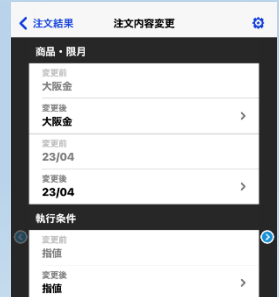 注文結果 注文内容変更
商品・限月
変更前
大阪金
変更後
大阪金
変更前
23/04
変更後
23/04
執行条件
変更前
指値
変更後
指値